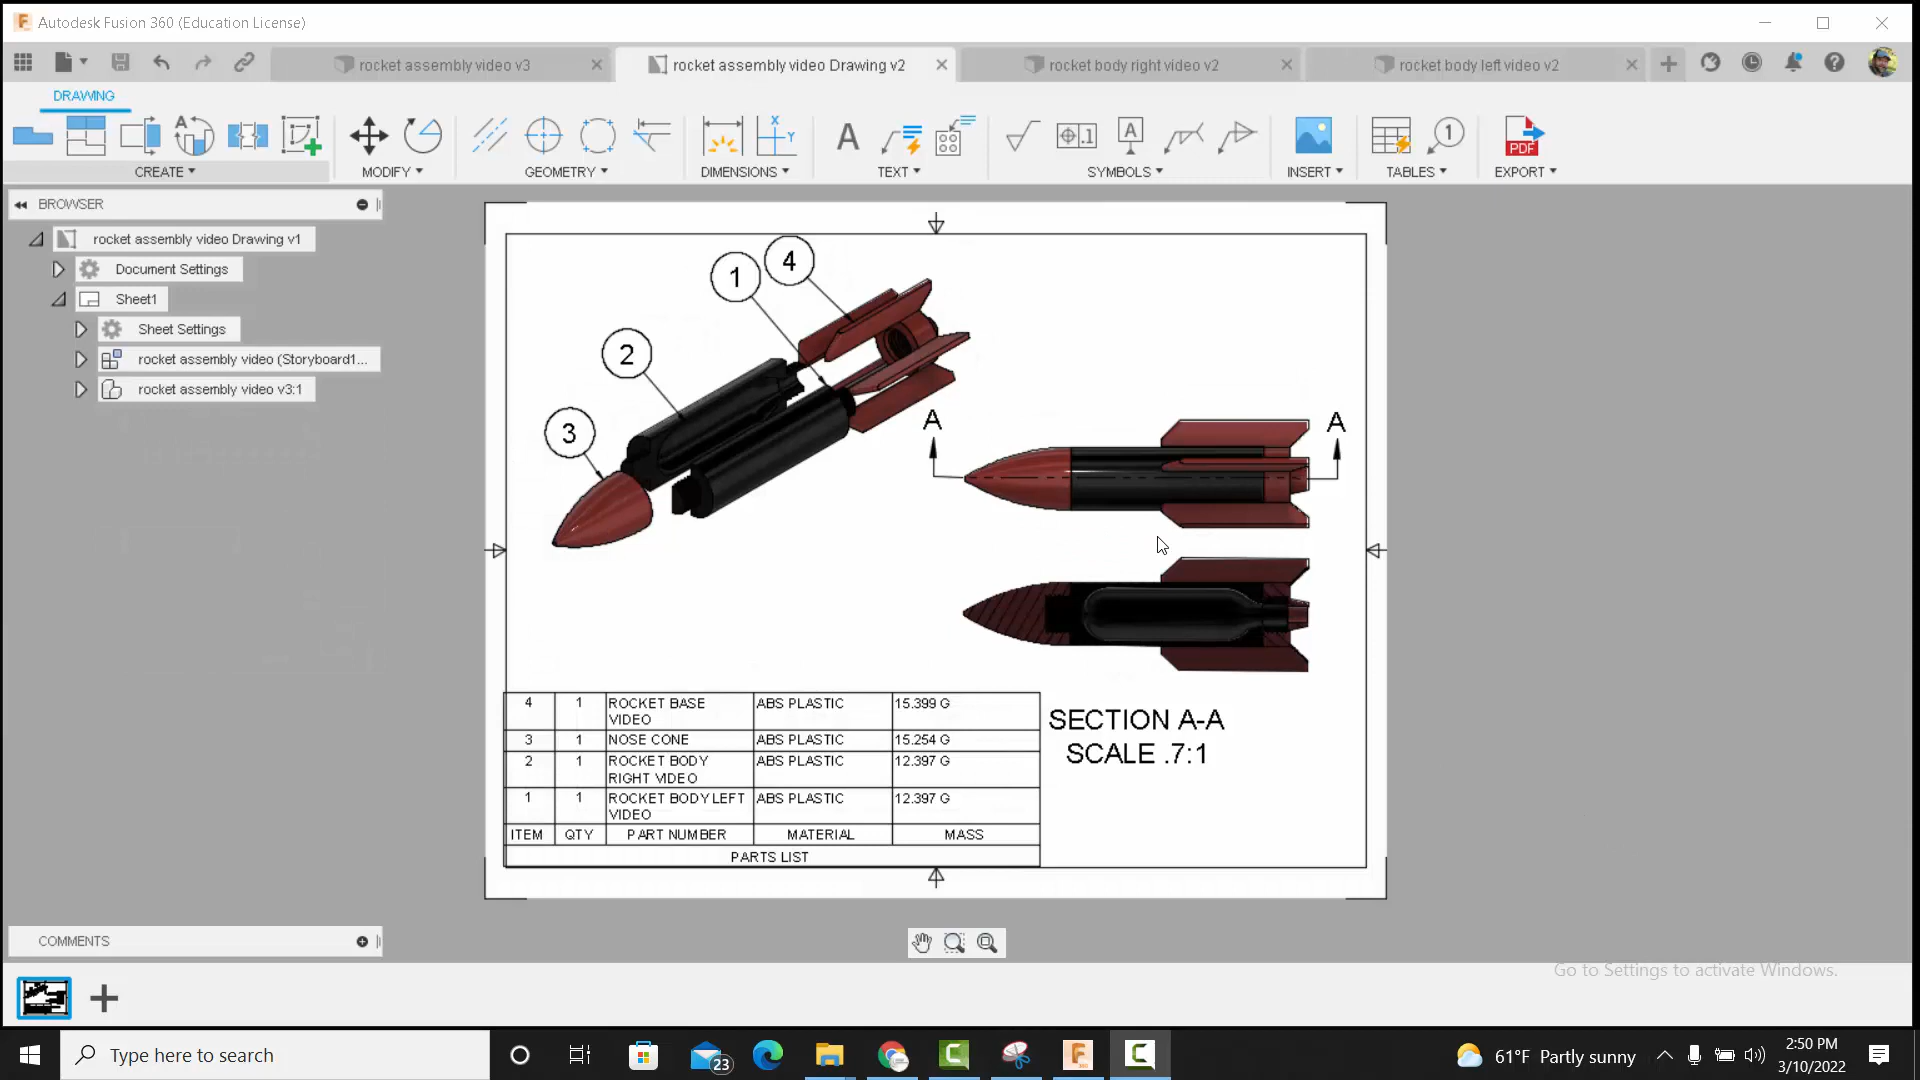 Autodesk Fusion 360 (Education License)
rocket assembly video v3
rocket assembly video Drawing v2
rocket body right video v2
rocket body left video v2
DRAWING
A
X
Y
A
A
1
PDF
CREATE
MODIFY
GEOMETRY
DIMENSIONS
TEXT
SYMBOLS
INSERT
TABLES
EXPORT
BROWSER
rocket assembly video Drawing v1
Document Settings
Sheet1
Sheet Settings
rocket assembly video (Storyboard1...
rocket assembly video v3:1
1
4
2
3
A
A
4 1 ROCKET BASE VIDEO ABS PLASTIC 15.399 G
3 1 NOSE CONE ABS PLASTIC 15.254 G
2 1 ROCKET BODY RIGHT VIDEO ABS PLASTIC 12.397 G
1 1 ROCKET BODY LEFT VIDEO ABS PLASTIC 12.397 G
ITEM QTY PART NUMBER MATERIAL MASS
PARTS LIST
SECTION A-A
SCALE .7:1
COMMENTS
Go to Settings to activate Windows.
Type here to search
23
61°F Partly sunny
2:50 PM
3/10/2022